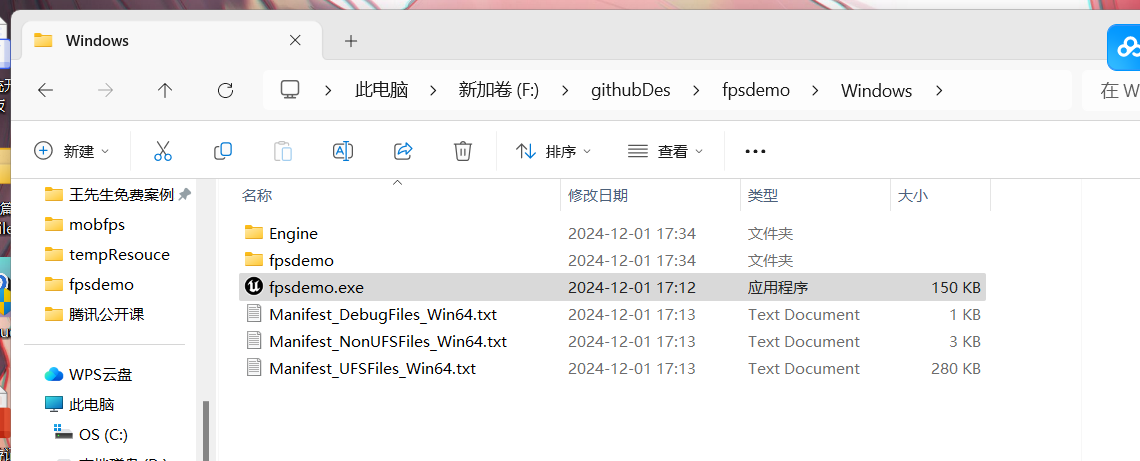 Windows
此电脑 新加卷 (F:) githubDes fpsdemo Windows 在 W
新建 排序 查看
王先生免费案例
mobfps
tempResouce
fpsdemo
腾讯公开课
WPS云盘
此电脑
OS (C:)
名称 修改日期 类型 大小
Engine 2024-12-01 17:34 文件夹
fpsdemo 2024-12-01 17:34 文件夹
fpsdemo.exe 2024-12-01 17:12 应用程序 150 KB
Manifest_DebugFiles_Win64.txt 2024-12-01 17:13 Text Document 1 KB
Manifest_NonUFSFiles_Win64.txt 2024-12-01 17:13 Text Document 3 KB
Manifest_UFSFiles_Win64.txt 2024-12-01 17:13 Text Document 280 KB